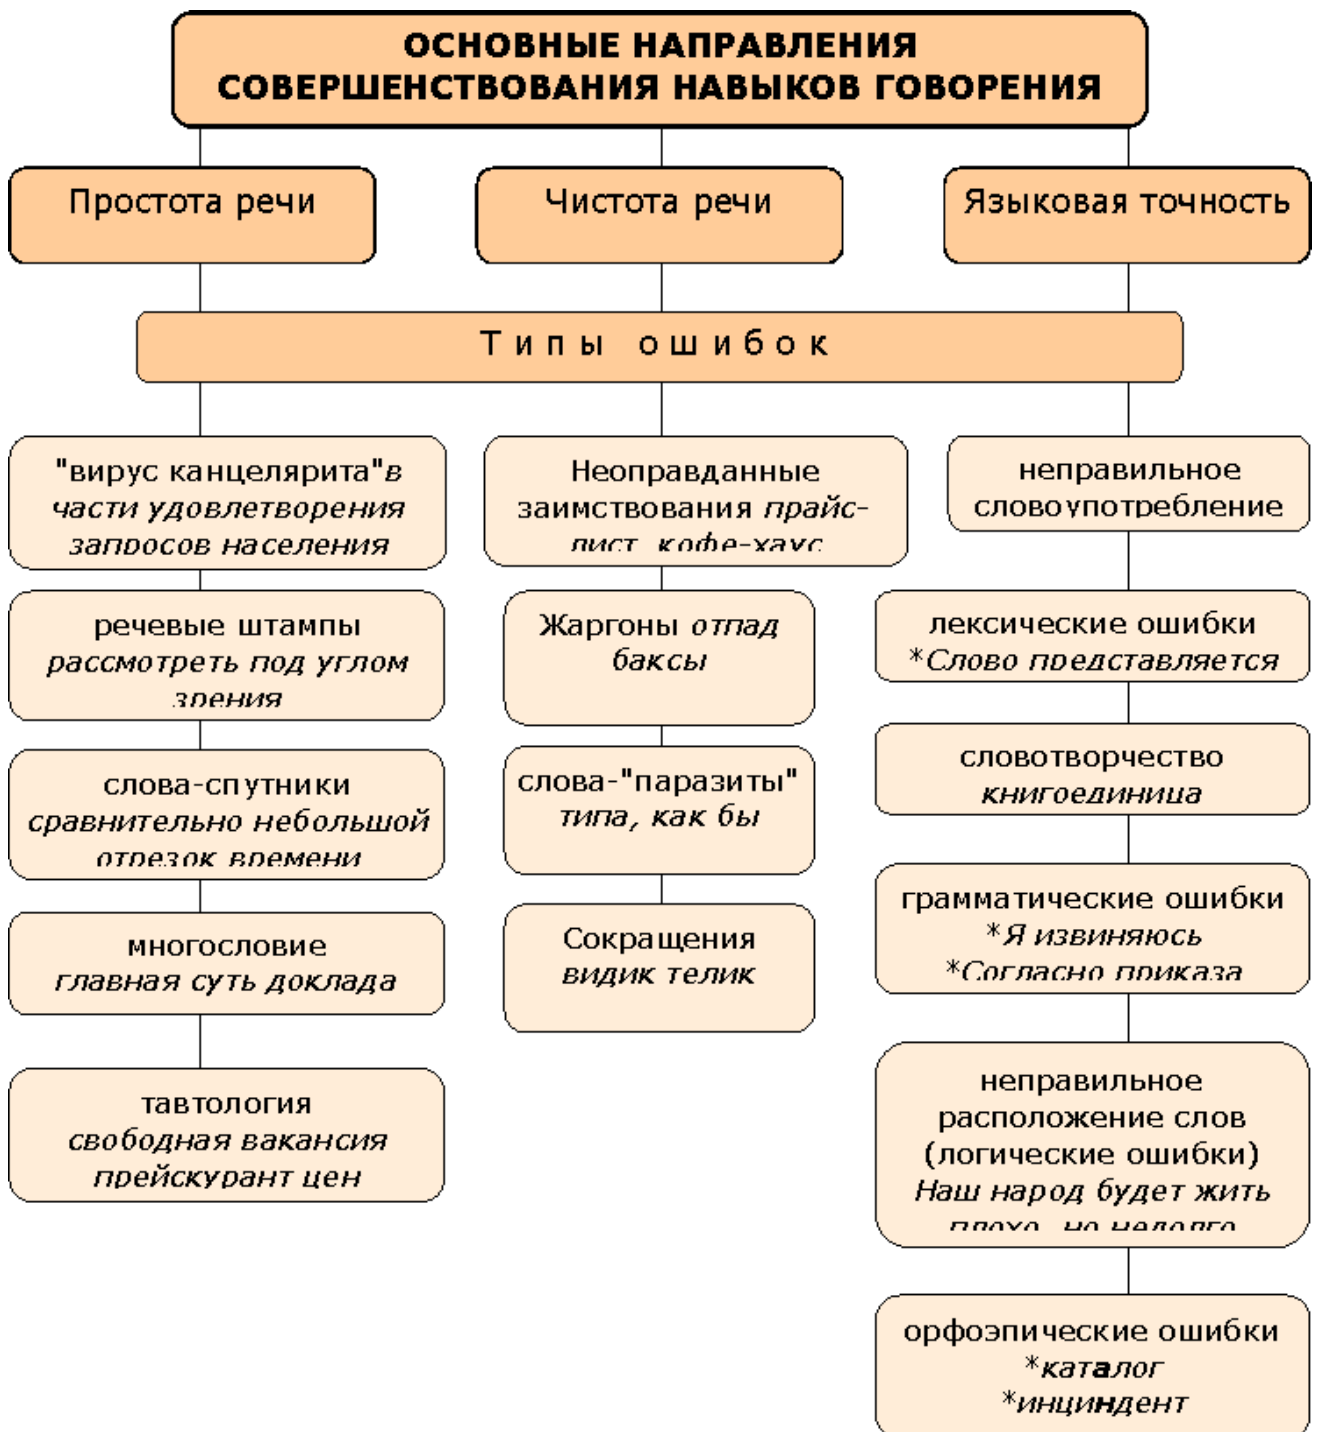 ОСНОВНЫЕ НАПРАВЛЕНИЯ
СОВЕРШЕНСТВОВАНИЯ НАВЫКОВ ГОВОРЕНИЯ
Простота речи
Чистота речи
Языковая точность
Типы ошибок
"вирус канцелярита"в
части удовлетворения
запросов населения
речевые штампы
рассмотреть под углом
зрения
слова-спутники
сравнительно небольшой
отрезок времени
многословие
главная суть доклада
тавтология
свободная вакансия
прейскурант цен
Неоправданные
заимствования прайс-
лист, кофе-хаус
Жаргоны отпад
баксы
слова-"паразиты"
типа, как бы
Сокращения
видик телик
неправильное
словоупотребление
лексические ошибки
*Слово представляется
словотворчество
книгоединица
грамматические ошибки
*Я извиняюсь
*Согласно приказа
неправильное
расположение слов
(логические ошибки)
Наш народ будет жить
плохо, но недолго
орфоэпические ошибки
*каталог
*инциндент